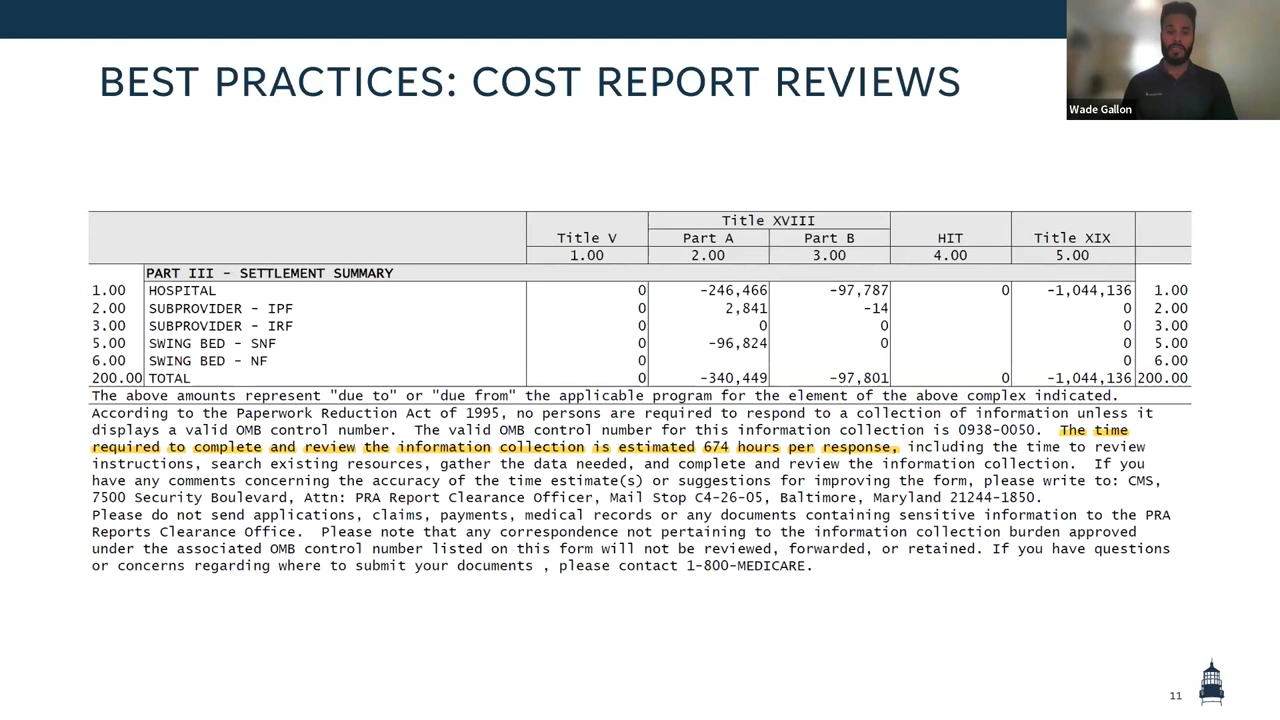 BEST PRACTICES: COST REPORT REVIEWS
Wade Gallon
Title XVIII
Title V Part A Part B HIT Title XIX
1.00 2.00 3.00 4.00 5.00
PART III - SETTLEMENT SUMMARY
1.00 HOSPITAL 0 -246,466 -97,787 0 -1,044,136 1.00
2.00 SUBPROVIDER - IPF 0 2,841 -14 0 2.00
3.00 SUBPROVIDER - IRF 0 0 0 0 3.00
5.00 SWING BED - SNF 0 -96,824 0 0 5.00
6.00 SWING BED - NF 0 0 6.00
200.00 TOTAL 0 -340,449 -97,801 0 -1,044,136 200.00
The above amounts represent "due to" or "due from" the applicable program for the element of the above complex indicated.
According to the Paperwork Reduction Act of 1995, no persons are required to respond to a collection of information unless it
displays a valid OMB control number. The valid OMB control number for this information collection is 0938-0050. The time
required to complete and review the information collection is estimated 674 hours per response, including the time to review
instructions, search existing resources, gather the data needed, and complete and review the information collection. If you
have any comments concerning the accuracy of the time estimate(s) or suggestions for improving the form, please write to: CMS,
7500 Security Boulevard, Attn: PRA Report Clearance Officer, Mail Stop C4-26-05, Baltimore, Maryland 21244-1850.
Please do not send applications, claims, payments, medical records or any documents containing sensitive information to the PRA
Reports Clearance Office. Please note that any correspondence not pertaining to the information collection burden approved
under the associated OMB control number listed on this form will not be reviewed, forwarded, or retained. If you have questions
or concerns regarding where to submit your documents , please contact 1-800-MEDICARE.
11